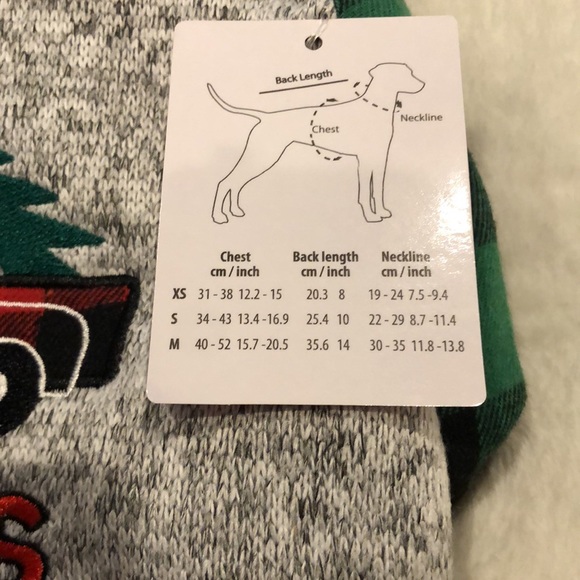 Back Length
Neckline
Chest
Chest Back length Neckline
cm / inch cm / inch cm / inch
XS 31 - 38 12.2 - 15 20.3 8 19 - 24 7.5 -9.4
S 34 - 43 13.4 -16.9 25.4 10 22 - 29 8.7 -11.4
M 40 - 52 15.7 -20.5 35.6 14 30 - 35 11.8 -13.8
S